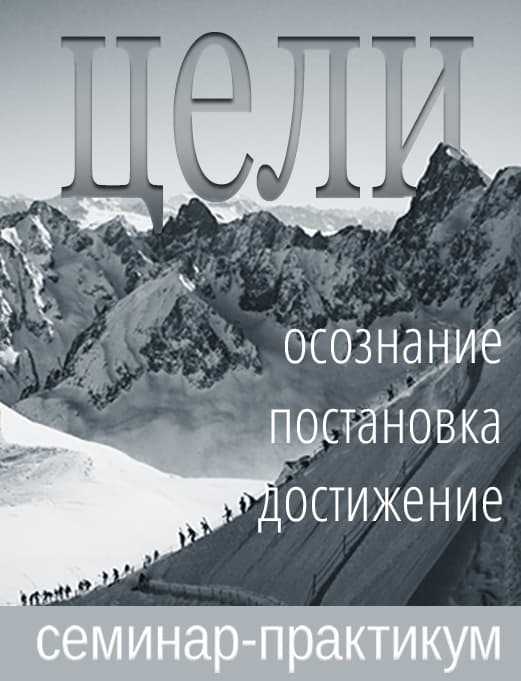 цели
осознание
постановка
достижение
семинар-практикум